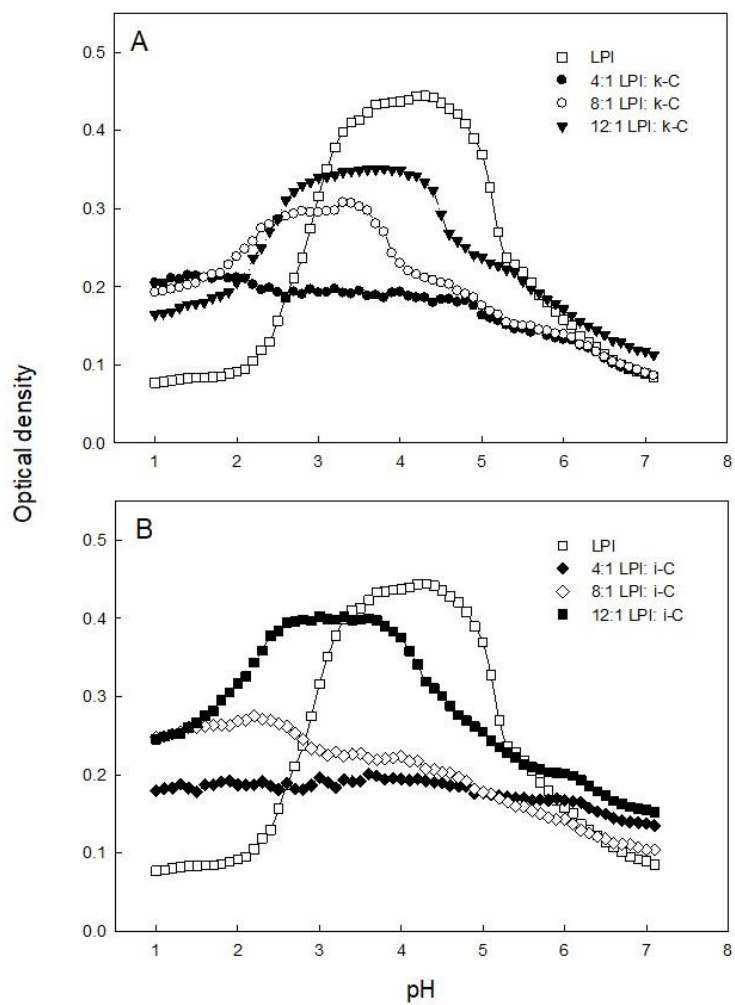 A
LPI
4:1 LPI: k-C
8:1 LPI: k-C
12:1 LPI: k-C
0.5
0.4
0.3
0.2
0.1
0.0
1 2 3 4 5 6 7 8
Optical density
B
LPI
4:1 LPI: i-C
8:1 LPI: i-C
12:1 LPI: i-C
0.5
0.4
0.3
0.2
0.1
0.0
1 2 3 4 5 6 7 8
pH